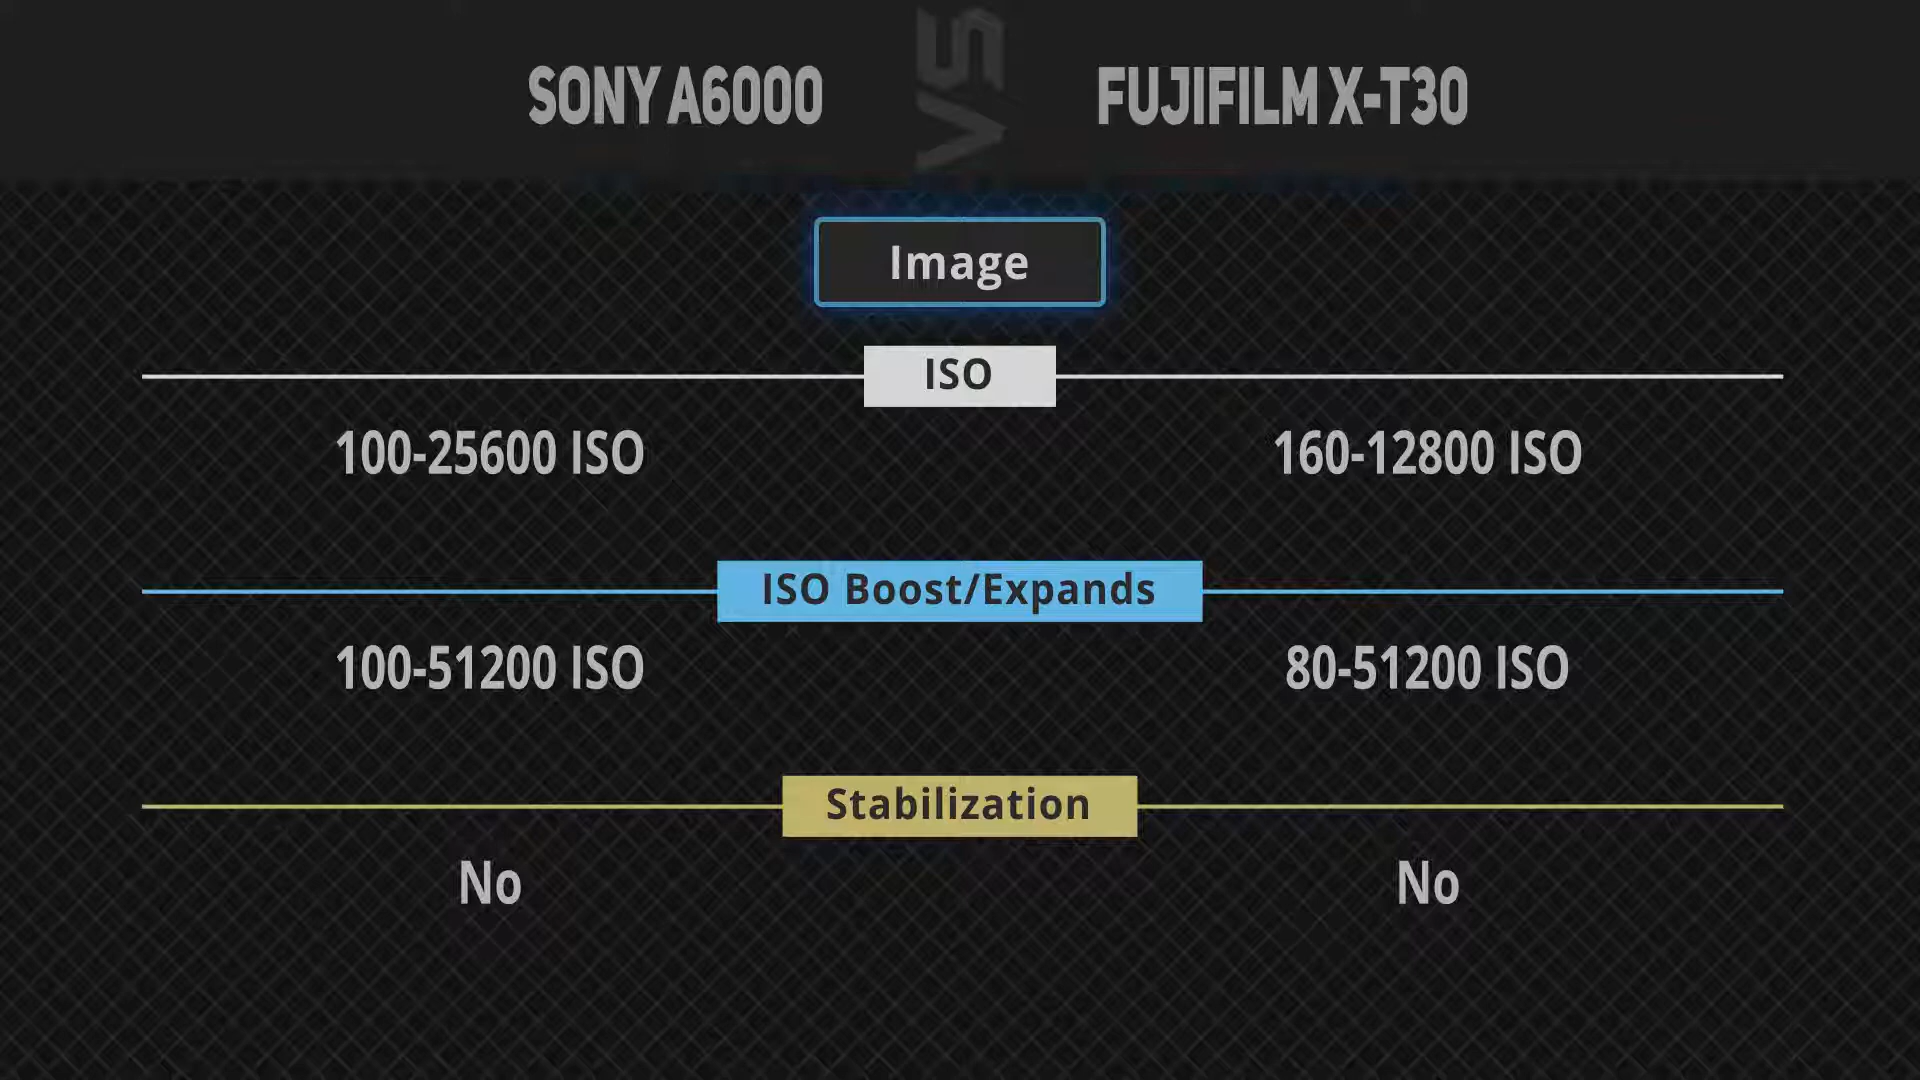 SONY A6000
VS
FUJIFILM X-T30
Image
ISO
100-25600 ISO
160-12800 ISO
ISO Boost/Expands
100-51200 ISO
80-51200 ISO
Stabilization
No
No